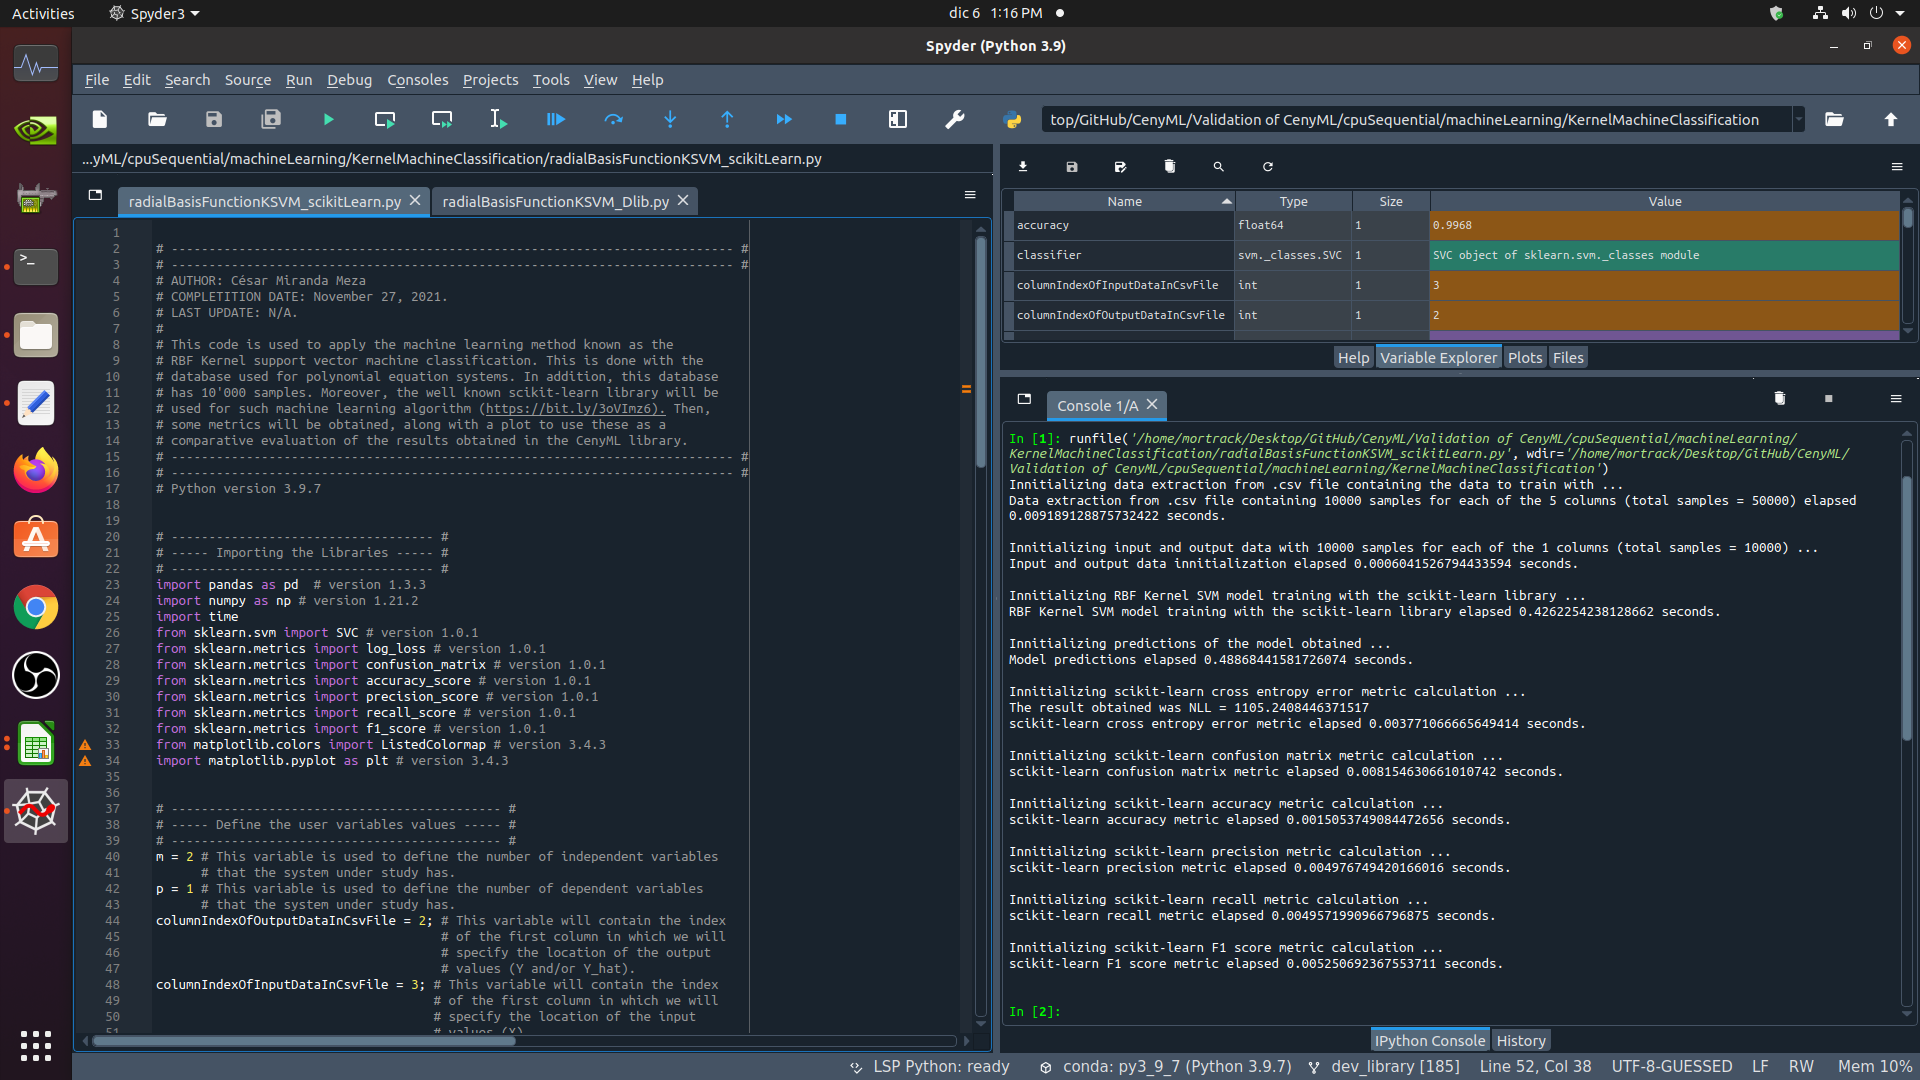 Activities
Spyder3
dic 6 1:16 PM
Spyder (Python 3.9)
File Edit Search Source Run Debug Consoles Projects Tools View Help
top/GitHub/CenyML/Validation of CenyML/cpuSequential/machineLearning/KernelMachineClassification
...yML/cpuSequential/machineLearning/KernelMachineClassification/radialBasisFunctionKSVM_scikitLearn.py
radialBasisFunctionKSVM_scikitLearn.py
radialBasisFunctionKSVM_Dlib.py
1
2 # --------------------------------------------------------------------------- #
3 # --------------------------------------------------------------------------- #
4 # AUTHOR: César Miranda Meza
5 # COMPLETITION DATE: November 27, 2021.
6 # LAST UPDATE: N/A.
7 #
8 # This code is used to apply the machine learning method known as the
9 # RBF Kernel support vector machine classification. This is done with the
10 # database used for polynomial equation systems. In addition, this database
11 # has 10'000 samples. Moreover, the well known scikit-learn library will be
12 # used for such machine learning algorithm (https://bit.ly/3oVImz6). Then,
13 # some metrics will be obtained, along with a plot to use these as a
14 # comparative evaluation of the results obtained in the CenyML library.
15 # --------------------------------------------------------------------------- #
16 # --------------------------------------------------------------------------- #
17 # Python version 3.9.7
18
19
20 # ----------------------------------- #
21 # ----- Importing the Libraries ----- #
22 # ----------------------------------- #
23 import pandas as pd  # version 1.3.3
24 import numpy as np # version 1.21.2
25 import time
26 from sklearn.svm import SVC # version 1.0.1
27 from sklearn.metrics import log_loss # version 1.0.1
28 from sklearn.metrics import confusion_matrix # version 1.0.1
29 from sklearn.metrics import accuracy_score # version 1.0.1
30 from sklearn.metrics import precision_score # version 1.0.1
31 from sklearn.metrics import recall_score # version 1.0.1
32 from sklearn.metrics import f1_score # version 1.0.1
33 from matplotlib.colors import ListedColormap # version 3.4.3
34 import matplotlib.pyplot as plt # version 3.4.3
35
36
37 # -------------------------------------------- #
38 # ----- Define the user variables values ----- #
39 # -------------------------------------------- #
40 m = 2 # This variable is used to define the number of independent variables
41 # that the system under study has.
42 p = 1 # This variable is used to define the number of dependent variables
43 # that the system under study has.
44 columnIndexOfOutputDataInCsvFile = 2; # This variable will contain the index
45 # of the first column in which we will
46 # specify the location of the output
47 # values (Y and/or Y_hat).
48 columnIndexOfInputDataInCsvFile = 3; # This variable will contain the index
49 # of the first column in which we will
50 # specify the location of the input
51 # values (X)
Name Type Size Value
accuracy float64 1 0.9968
classifier svm._classes.SVC 1 SVC object of sklearn.svm._classes module
columnIndexOfInputDataInCsvFile int 1 3
columnIndexOfOutputDataInCsvFile int 1 2
Help Variable Explorer Plots Files
Console 1/A
In [1]: runfile('/home/mortrack/Desktop/GitHub/CenyML/Validation of CenyML/cpuSequential/machineLearning/
KernelMachineClassification/radialBasisFunctionKSVM_scikitLearn.py', wdir='/home/mortrack/Desktop/GitHub/CenyML/
Validation of CenyML/cpuSequential/machineLearning/KernelMachineClassification')
Innitializing data extraction from .csv file containing the data to train with ...
Data extraction from .csv file containing 10000 samples for each of the 5 columns (total samples = 50000) elapsed
0.009189128875732422 seconds.
Innitializing input and output data with 10000 samples for each of the 1 columns (total samples = 10000) ...
Input and output data innitialization elapsed 0.0006041526794433594 seconds.
Innitializing RBF Kernel SVM model training with the scikit-learn library ...
RBF Kernel SVM model training with the scikit-learn library elapsed 0.4262254238128662 seconds.
Innitializing predictions of the model obtained ...
Model predictions elapsed 0.48868441581726074 seconds.
Innitializing scikit-learn cross entropy error metric calculation ...
The result obtained was NLL = 1105.2408446371517
scikit-learn cross entropy error metric elapsed 0.003771066665649414 seconds.
Innitializing scikit-learn confusion matrix metric calculation ...
scikit-learn confusion matrix metric elapsed 0.008154630661010742 seconds.
Innitializing scikit-learn accuracy metric calculation ...
scikit-learn accuracy metric elapsed 0.0015053749084472656 seconds.
Innitializing scikit-learn precision metric calculation ...
scikit-learn precision metric elapsed 0.004976749420166016 seconds.
Innitializing scikit-learn recall metric calculation ...
scikit-learn recall metric elapsed 0.0049571990966796875 seconds.
Innitializing scikit-learn F1 score metric calculation ...
scikit-learn F1 score metric elapsed 0.005250692367553711 seconds.
In [2]:
IPython Console History
LSP Python: ready conda: py3_9_7 (Python 3.9.7) dev_library [185] Line 52, Col 38 UTF-8-GUESSED LF RW Mem 10%